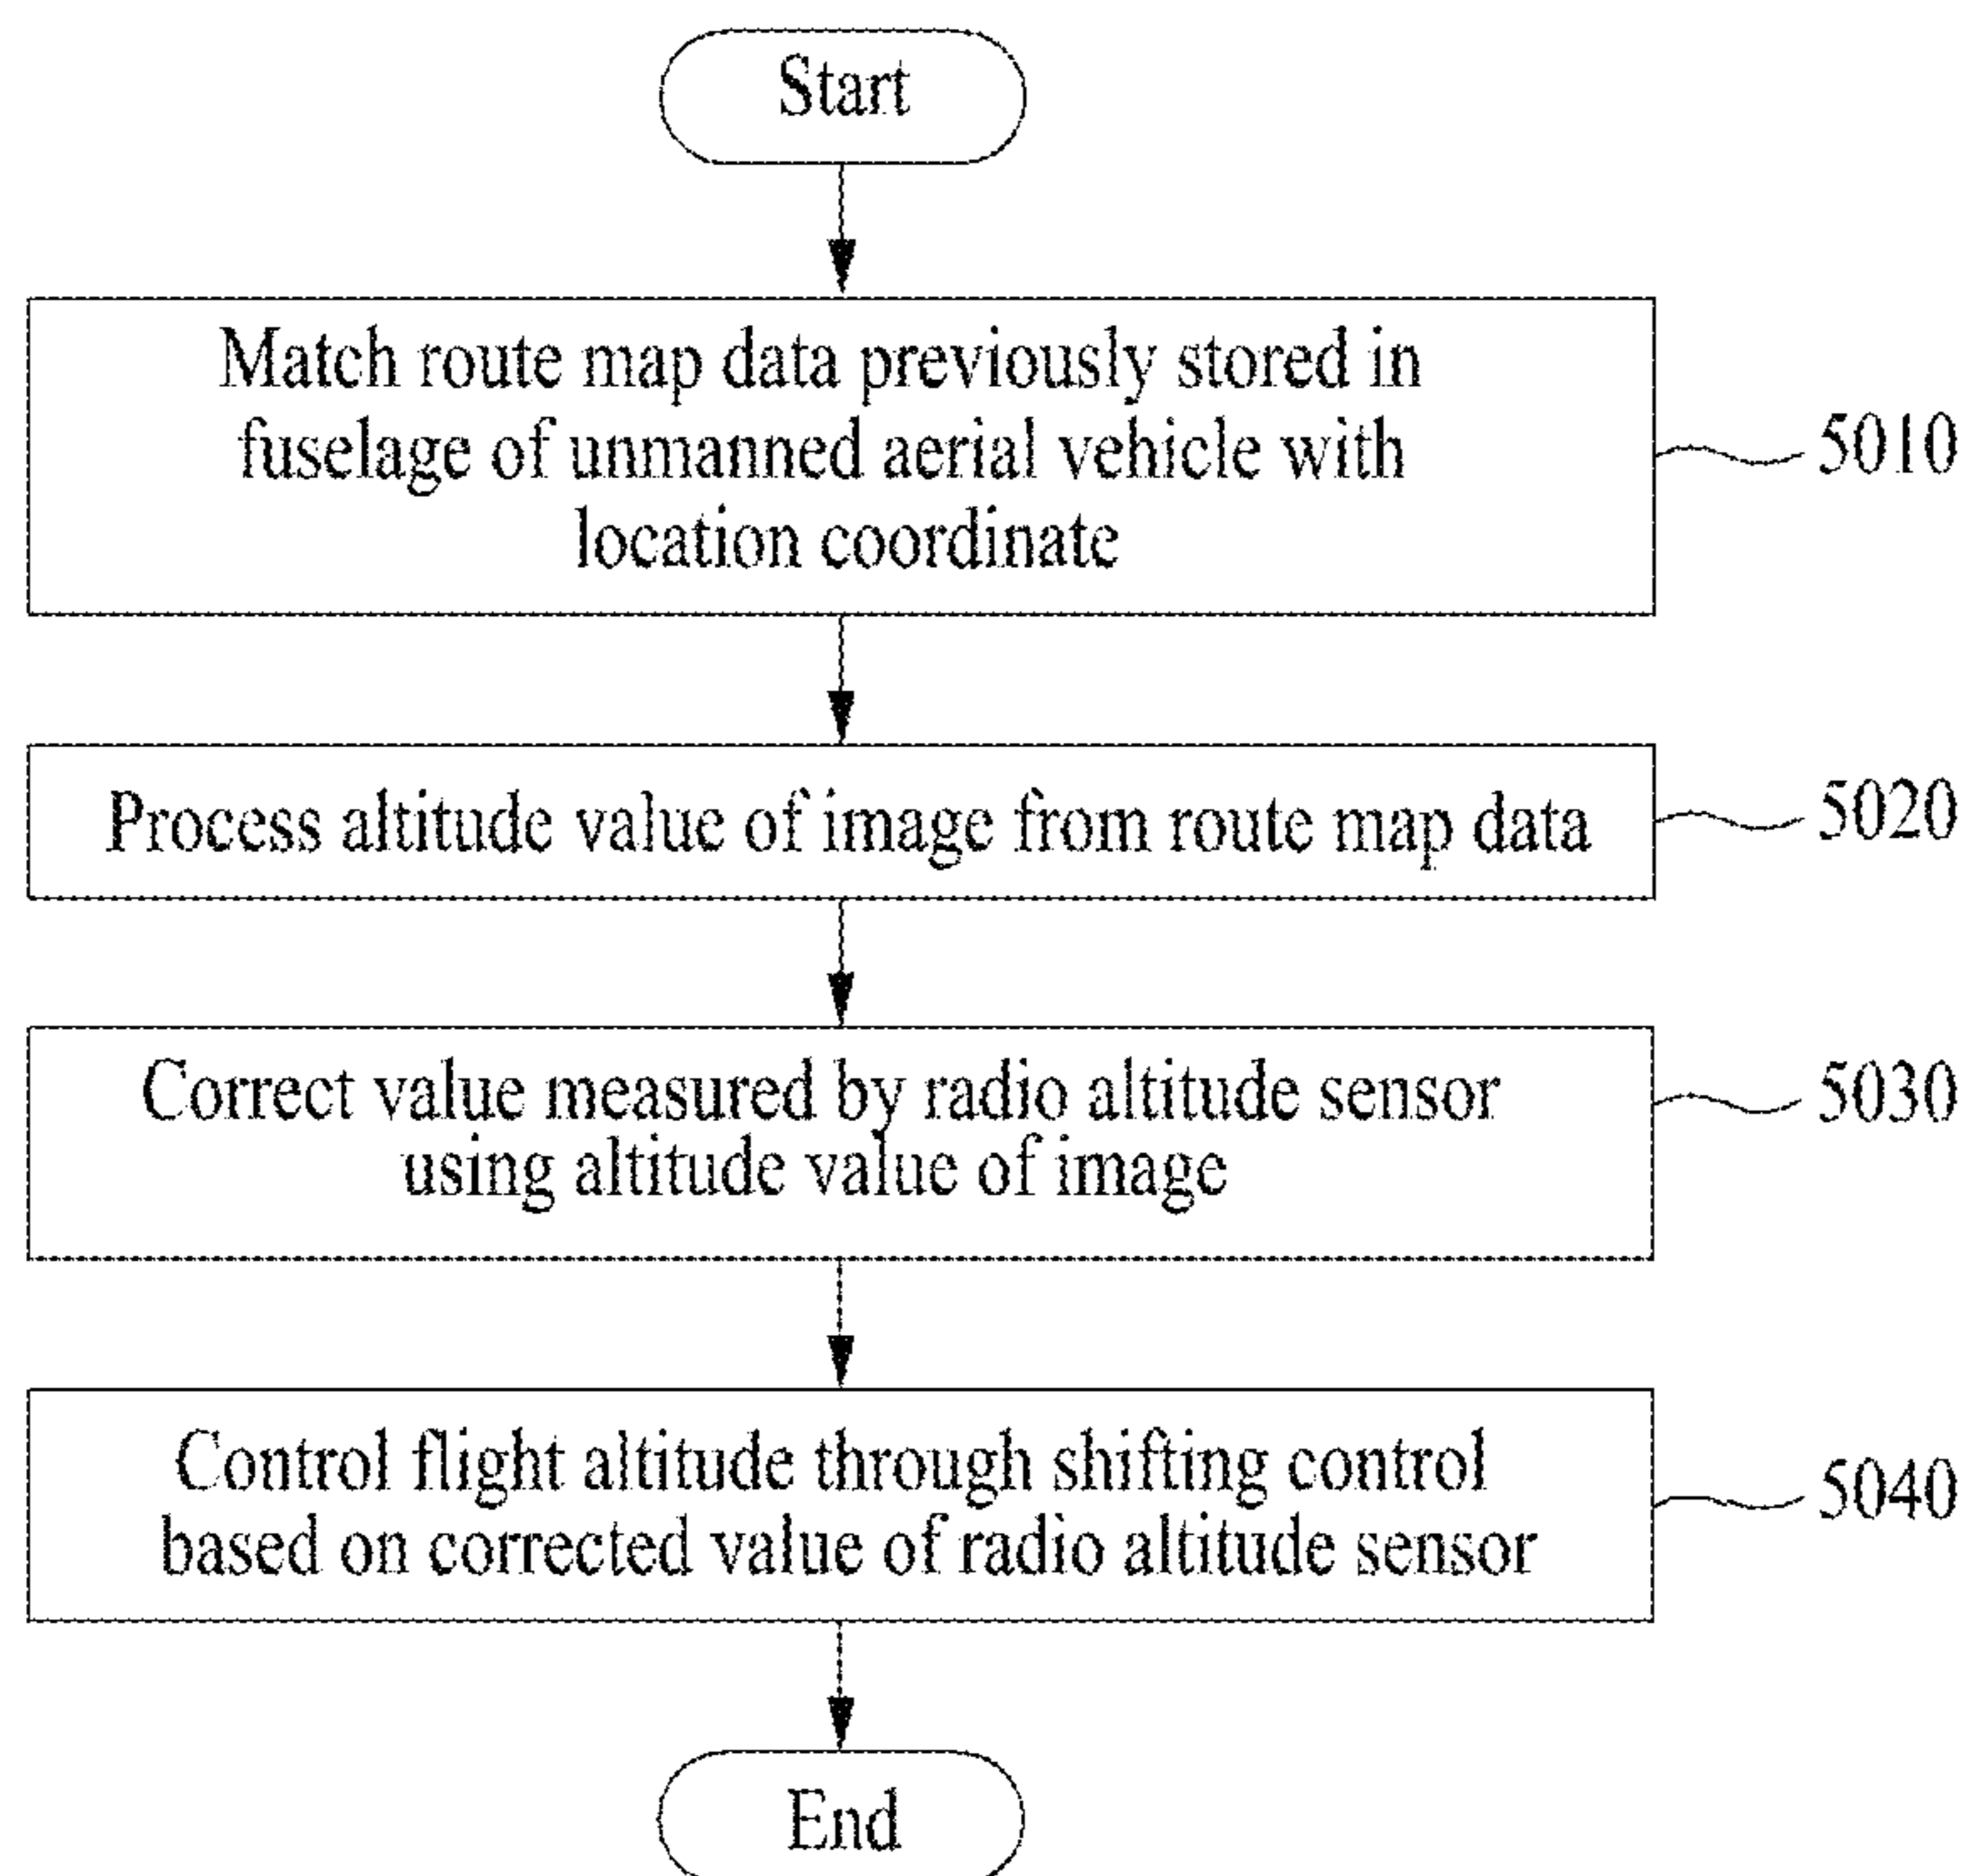 Start
Match route map data previously stored in
fuselage of unmanned aerial vehicle with
location coordinate
5010
Process altitude value of image from route map data
5020
Correct value measured by radio altitude sensor
using altitude value of image
5030
Control flight altitude through shifting control
based on corrected value of radio altitude sensor
5040
End